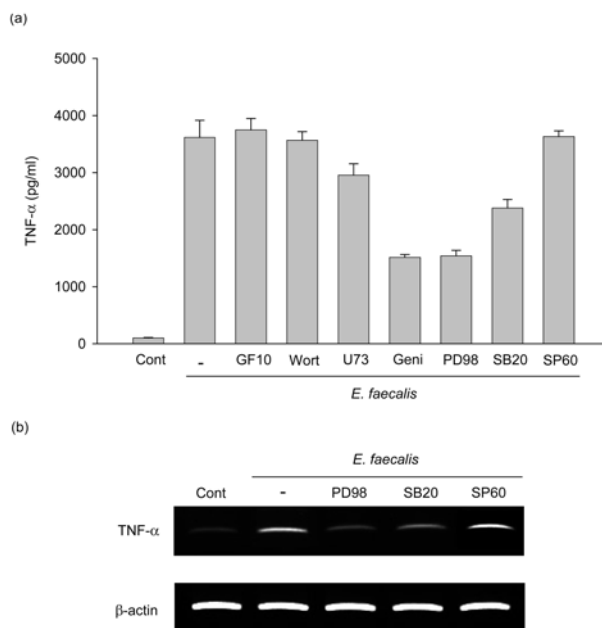 (a)
5000
4000
3000
2000
1000
0
TNF-α (pg/ml)
Cont - GF10 Wort U73 Geni PD98 SB20 SP60
E. faecalis
(b)
E. faecalis
Cont - PD98 SB20 SP60
TNF-α
β-actin